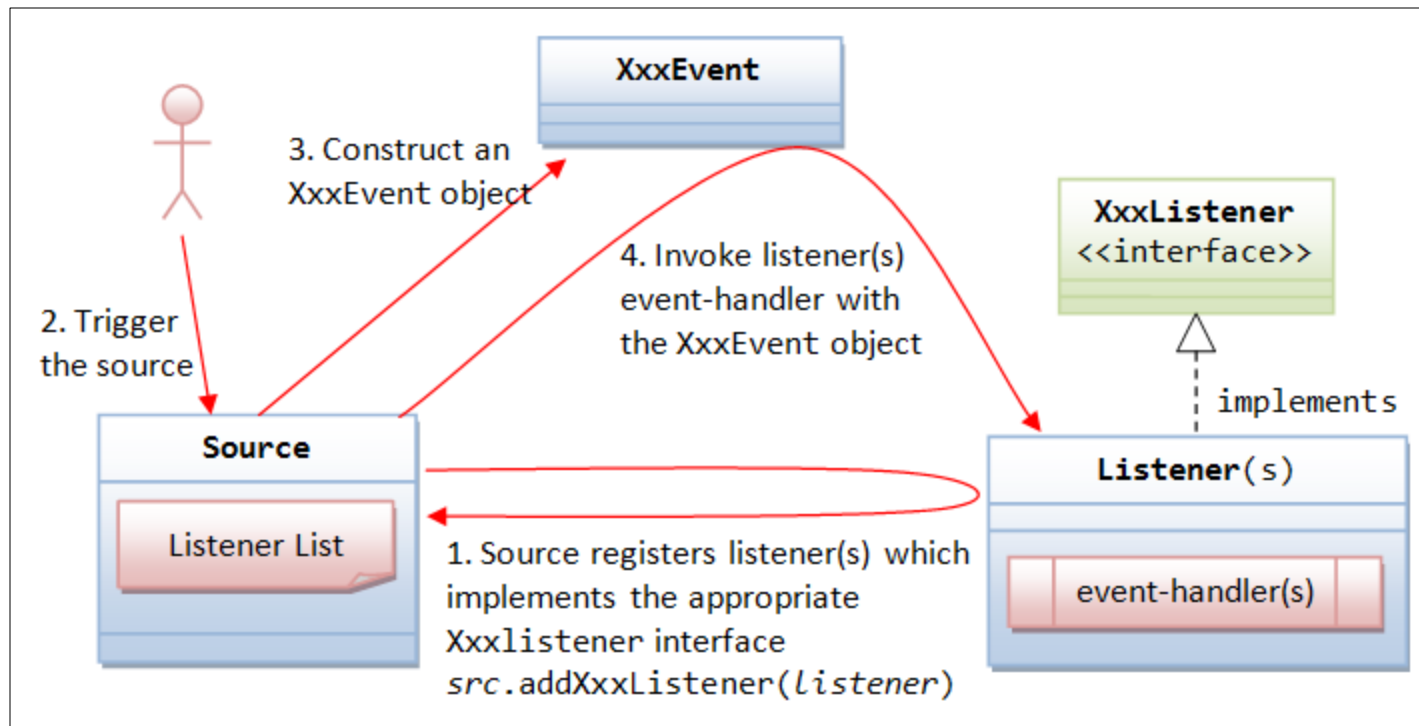 XxxEvent
3. Construct an
XxxEvent object
XxxListener
<<interface>>
4. Invoke listener(s)
event-handler with
the XxxEvent object
2. Trigger
the source
implements
Source
Listener List
Listener(s)
event-handler(s)
1. Source registers listener(s) which
implements the appropriate
Xxxlistener interface
src.addXxxListener(listener)